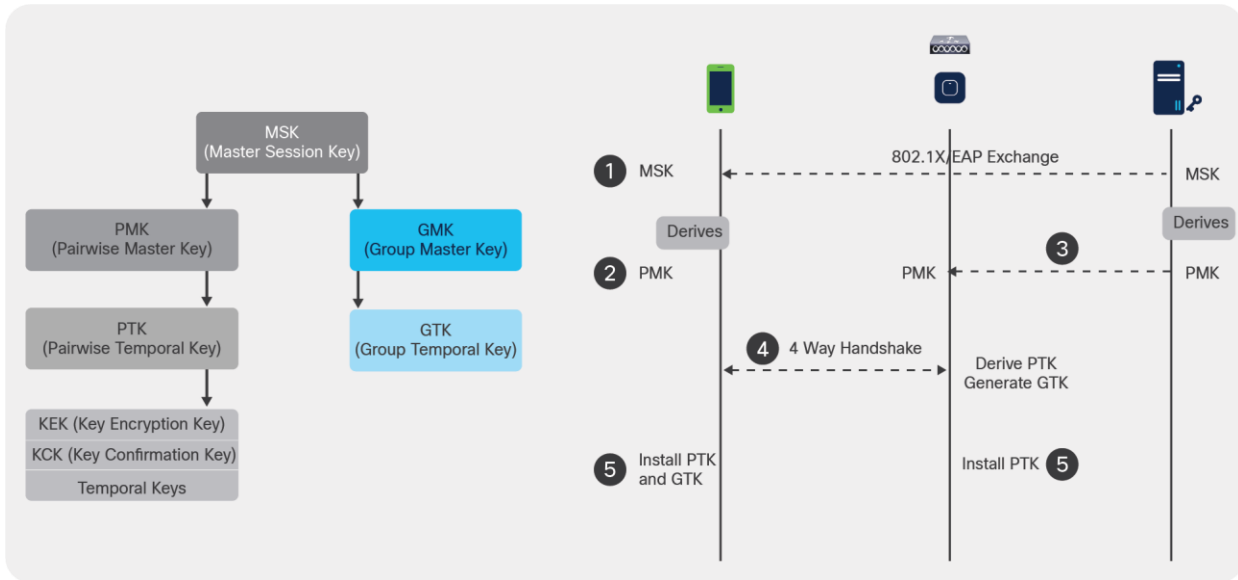 MSK
(Master Session Key)
PMK
(Pairwise Master Key)
GMK
(Group Master Key)
PTK
(Pairwise Temporal Key)
GTK
(Group Temporal Key)
KEK (Key Encryption Key)
KCK (Key Confirmation Key)
Temporal Keys
802.1X/EAP Exchange
1 MSK
MSK
Derives
Derives
3
2 PMK
PMK
PMK
4 4 Way Handshake
Derive PTK
Generate GTK
5 Install PTK
and GTK
Install PTK 5